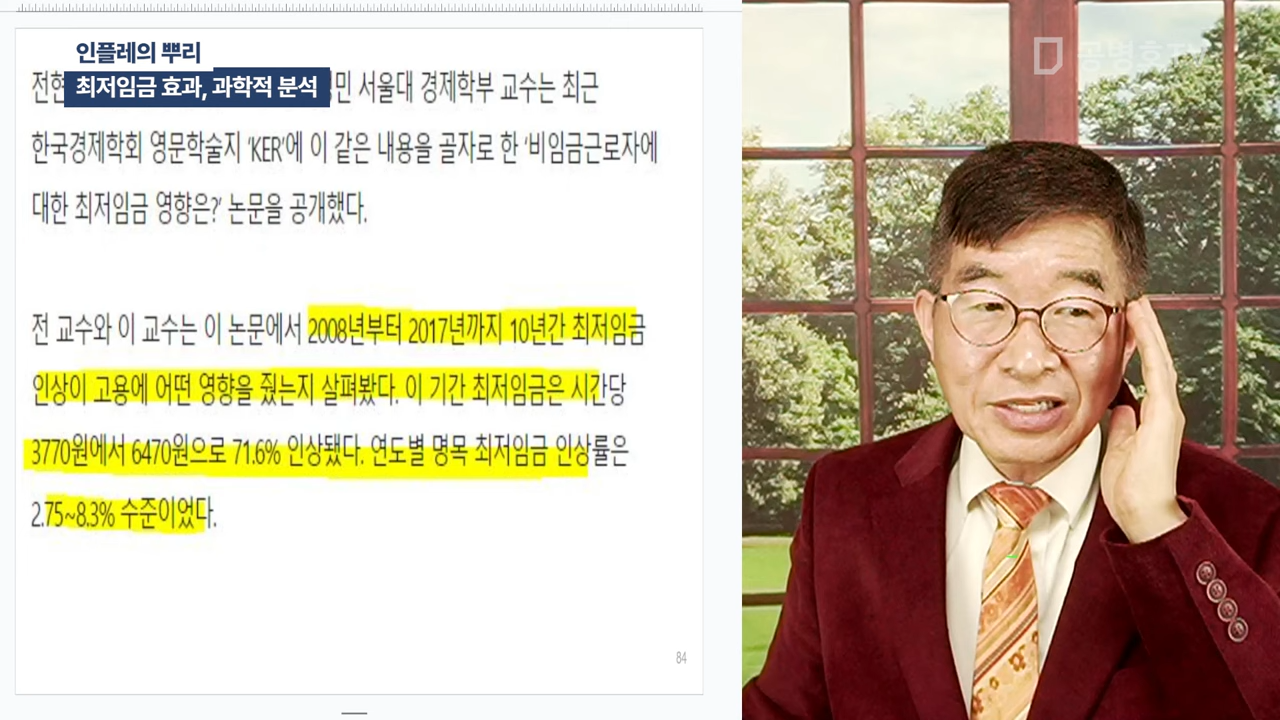 인플레의 뿌리
최저임금 효과, 과학적 분석
전현 민 서울대 경제학부 교수는 최근
한국경제학회 영문학술지 'KER'에 이 같은 내용을 골자로 한 '비임금근로자에
대한 최저임금 영향은?' 논문을 공개했다.
전 교수와 이 교수는 이 논문에서 2008년부터 2017년까지 10년간 최저임금
인상이 고용에 어떤 영향을 줬는지 살펴봤다. 이 기간 최저임금은 시간당
3770원에서 6470원으로 71.6% 인상됐다. 연도별 명목 최저임금 인상률은
2.75~8.3% 수준이었다.
84